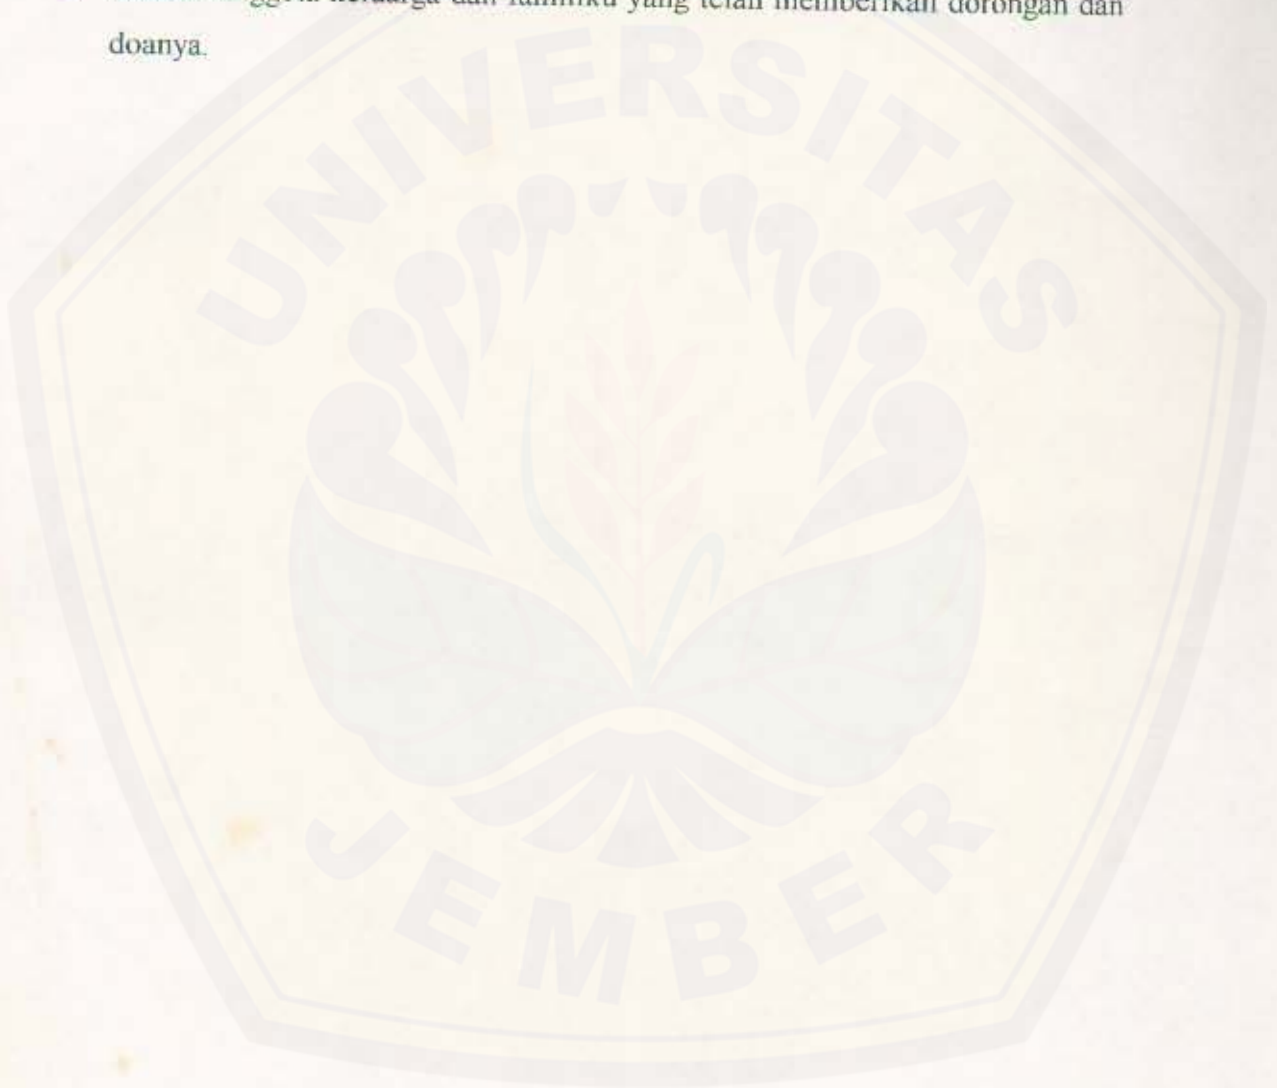 keluarga dan familiku yang telah memberikan dorongan dan
doanya.
UNIVERSITAS
JEMBER